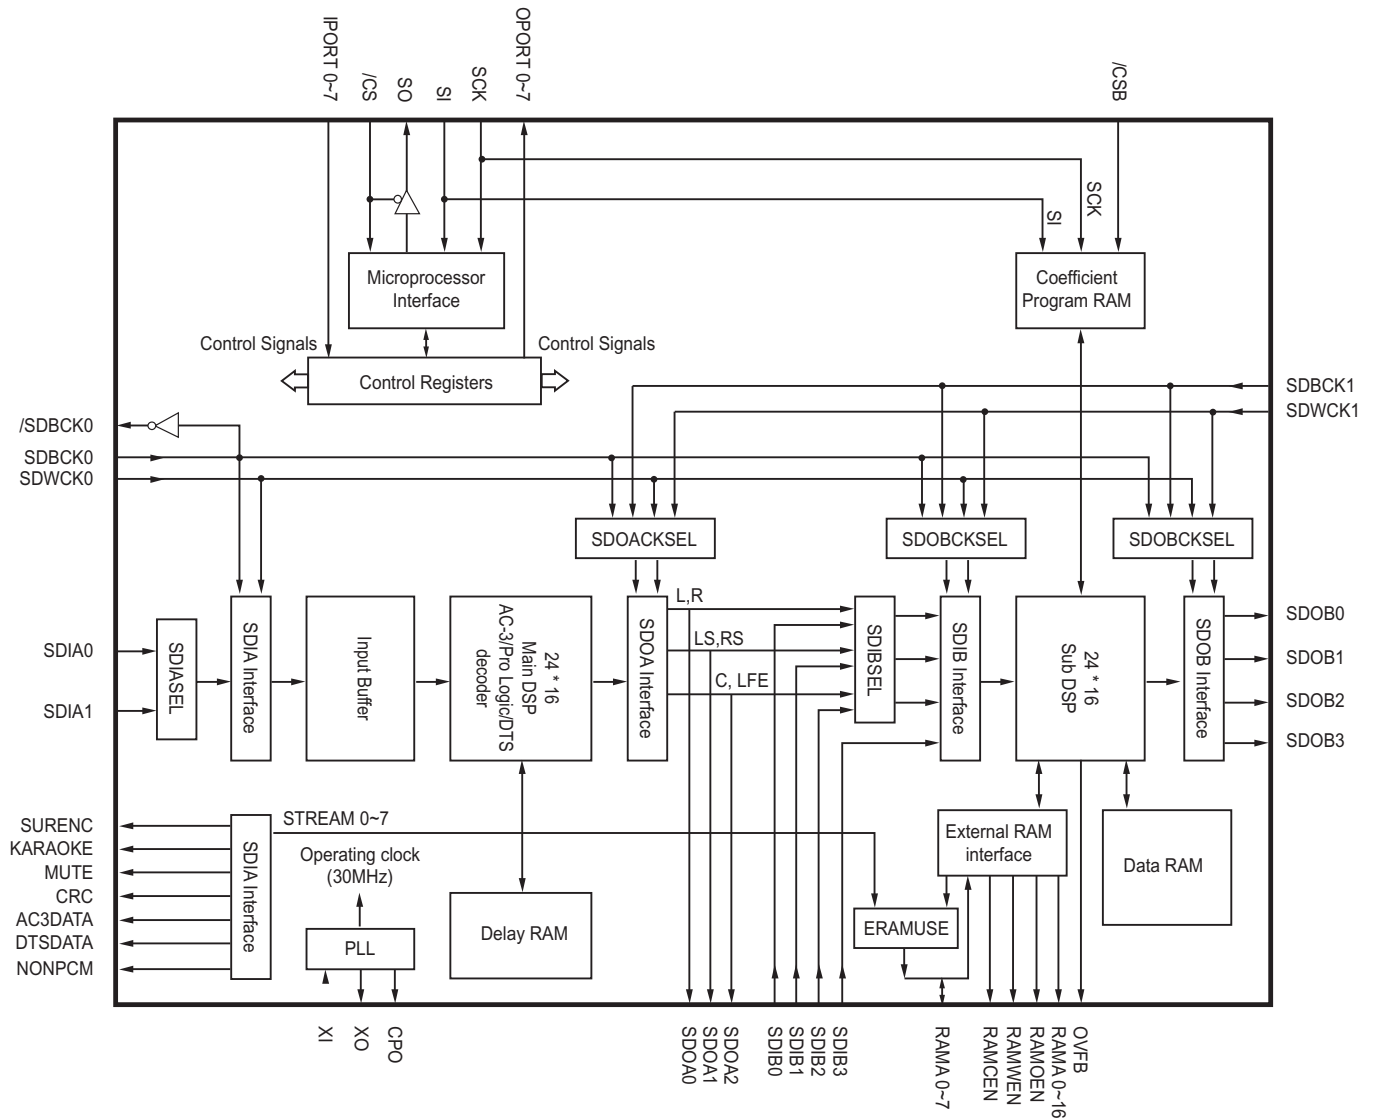 IPORT 0~7
/CS
SO
SI
SCK
OPORT 0~7
/CSB
SCK
SI
Microprocessor
Interface
Coefficient
Program RAM
Control Signals
Control Signals
Control Registers
SDBCK1
SDWCK1
/SDBCK0
SDBCK0
SDWCK0
SDOACKSEL
SDOBCKSEL
SDOBCKSEL
SDIA0
SDIA1
SDIASEL
SDIA Interface
Input Buffer
24 * 16
Main DSP
AC-3/Pro Logic/DTS
decoder
SDOA Interface
L,R
LS,RS
C, LFE
SDIBSEL
SDIB Interface
24 * 16
Sub DSP
SDOB Interface
SDOB0
SDOB1
SDOB2
SDOB3
SURENC
KARAOKE
MUTE
CRC
AC3DATA
DTSDATA
NONPCM
SDIA Interface
STREAM 0~7
Operating clock
(30MHz)
PLL
Delay RAM
External RAM
interface
ERAMUSE
Data RAM
XI
XO
CPO
SDOA0
SDOA1
SDOA2
SDIB0
SDIB1
SDIB2
SDIB3
RAMA 0~7
RAMCEN
RAMWEN
RAMOEN
RAMA 0~16
OVFB